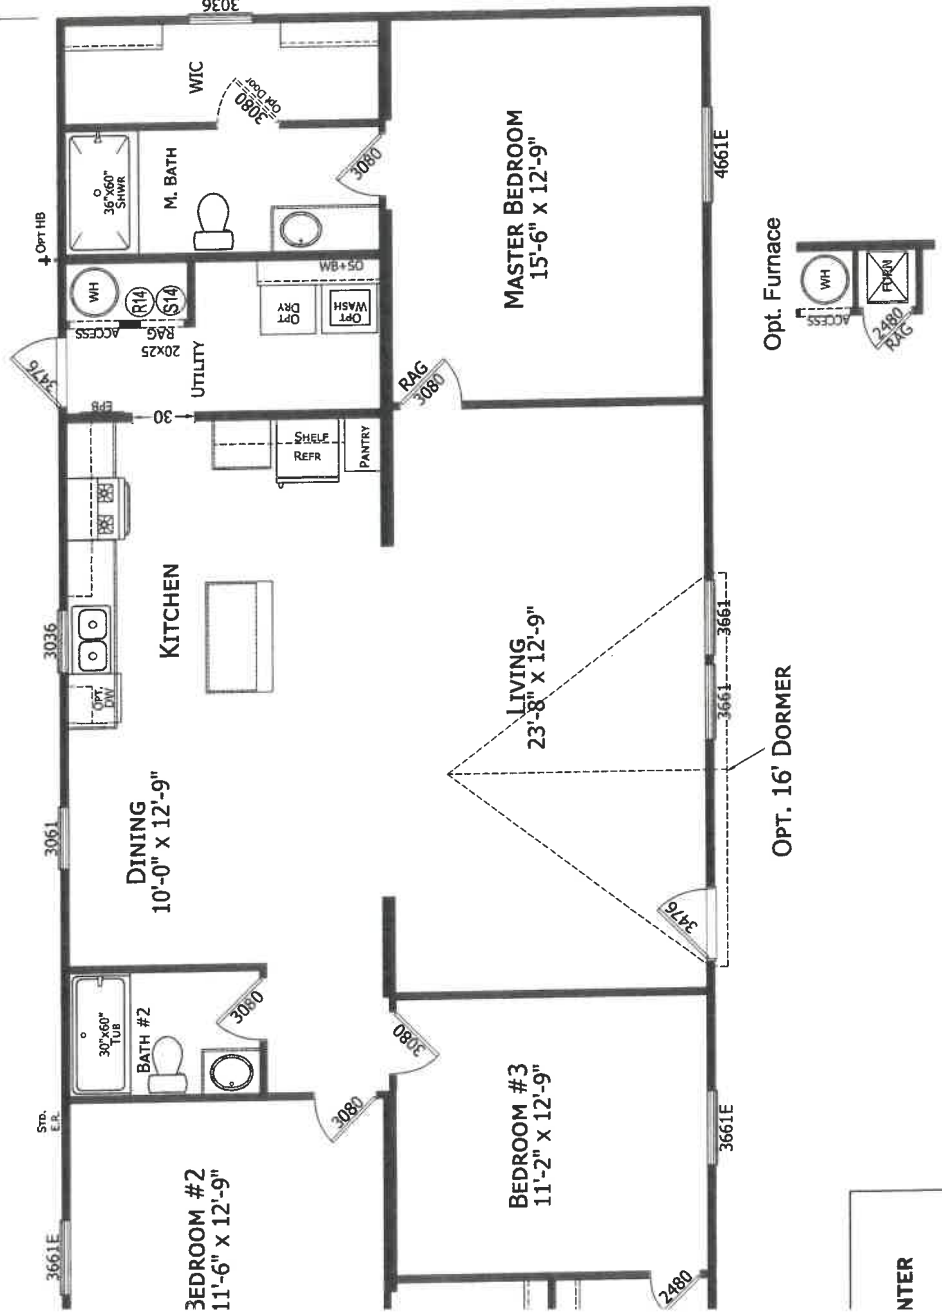 3036
WIC
3080
Opt Door
36"x60"
SHWR
M. BATH
3080
OPT HB
WH
R14
S14
ACCESS
RAG
20x25
UTILITY
3476
EPB
30
OPT
DRY
OPT
WASH
WB+SO
MASTER BEDROOM
15'-6" x 12'-9"
4661E
RAG
3080
Opt. Furnace
WH
FURN
ACCESS
2480
RAG
SHELF
REFR
PANTRY
KITCHEN
3036
OPT.
DW
3061
DINING
10'-0" x 12'-9"
LIVING
23'-8" x 12'-9"
3661
3661
OPT. 16' DORMER
3476
30"x60"
TUB
BATH #2
3080
3080
3080
STD.
E.R.
3661E
BEDROOM #2
11'-6" x 12'-9"
BEDROOM #3
11'-2" x 12'-9"
3661E
2480
NTER